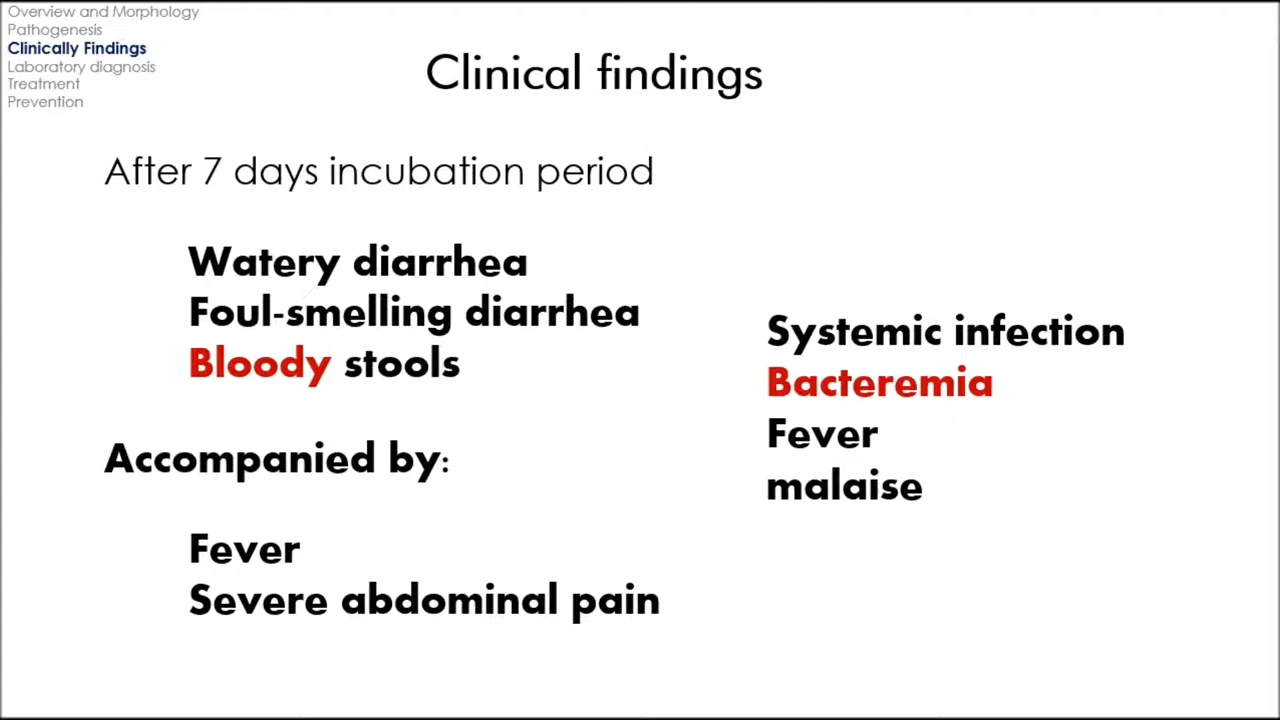 Overview and Morphology
Pathogenesis
Clinically Findings
Laboratory diagnosis
Treatment
Prevention
Clinical findings
After 7 days incubation period
Watery diarrhea
Foul-smelling diarrhea
Bloody stools
Accompanied by:
Fever
Severe abdominal pain
Systemic infection
Bacteremia
Fever
malaise